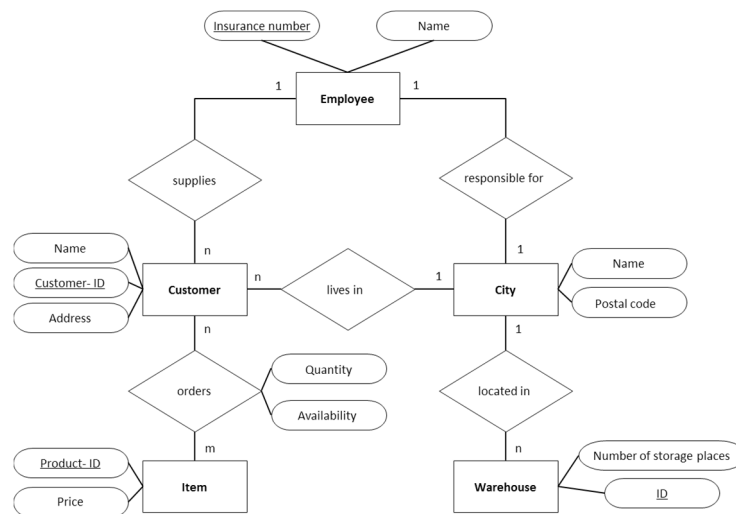 Insurance number
Name
1
Employee
1
supplies
responsible for
n
1
Name
Customer- ID
Address
Customer
n
lives in
1
City
Name
Postal code
n
1
orders
Quantity
Availability
located in
m
n
Product- ID
Price
Item
Warehouse
Number of storage places
ID